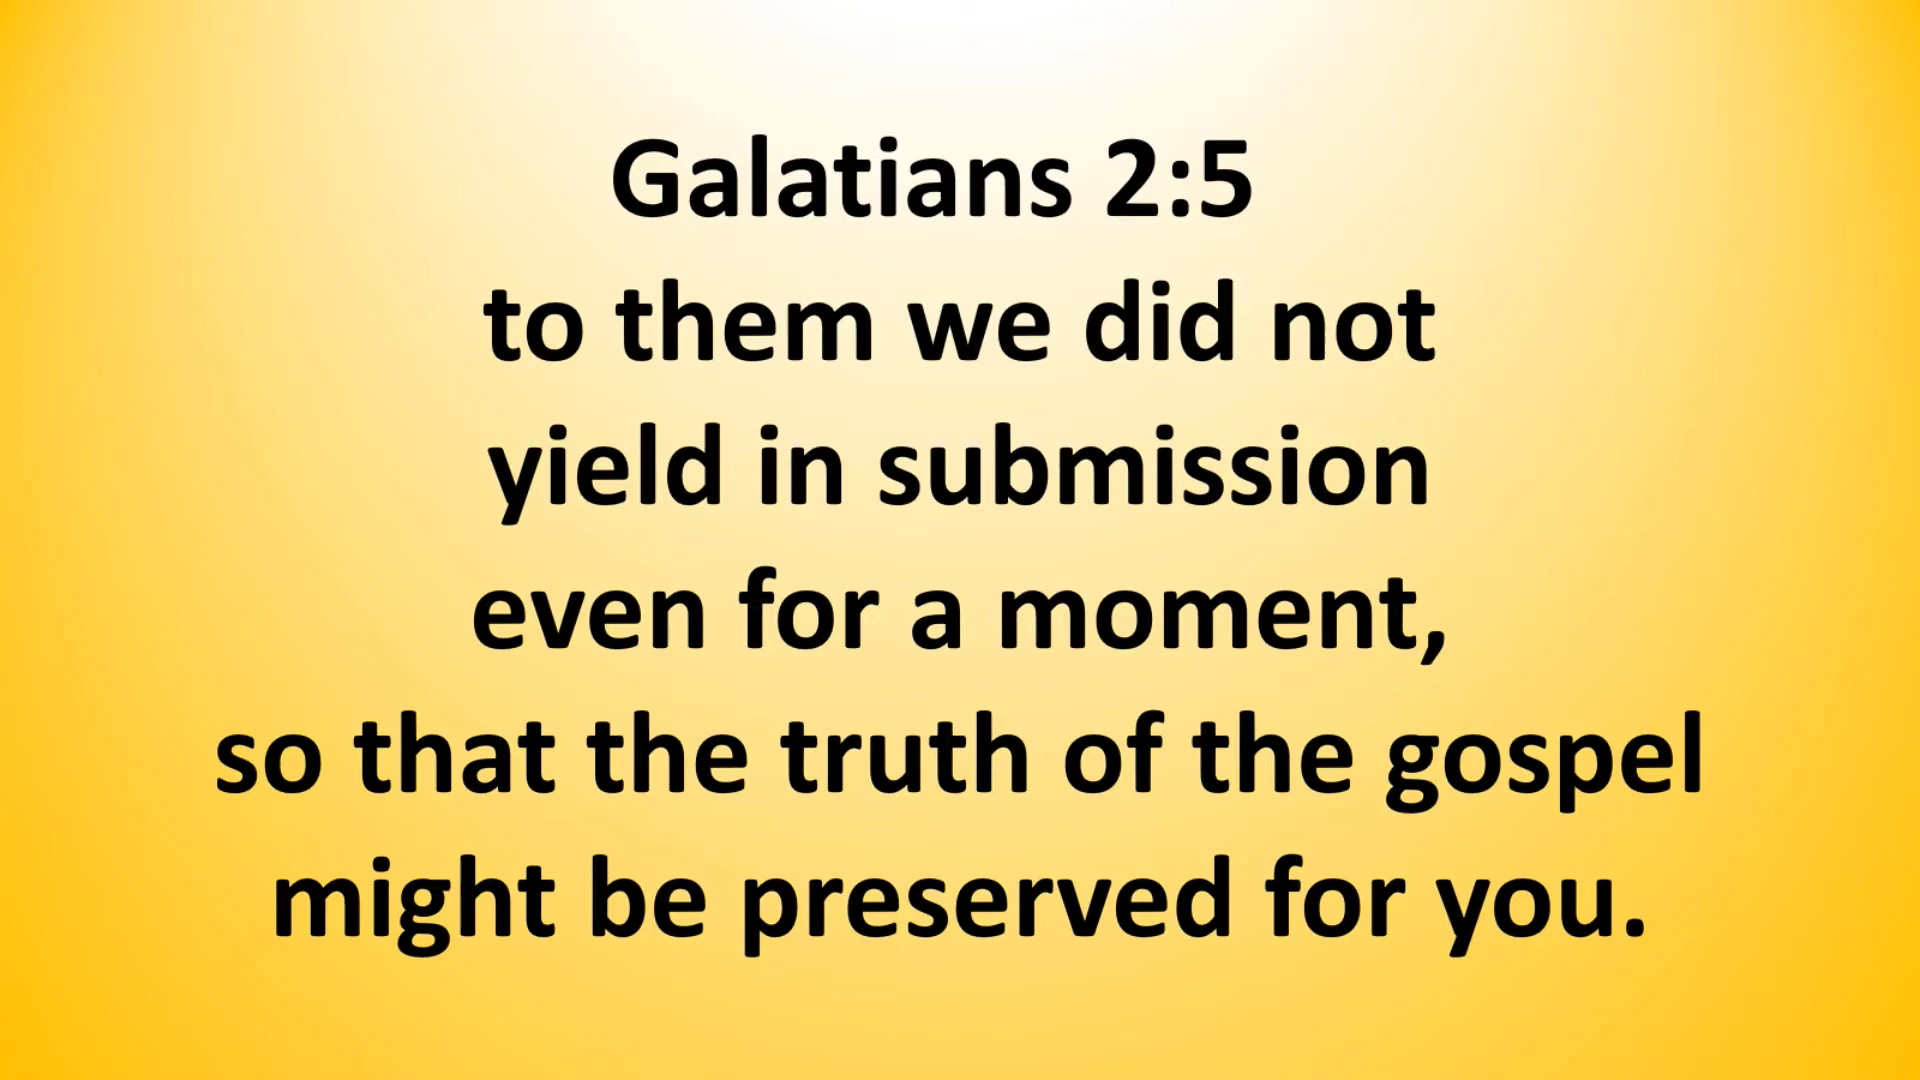 Galatians 2:5
to them we did not
yield in submission
even for a moment,
so that the truth of the gospel
might be preserved for you.